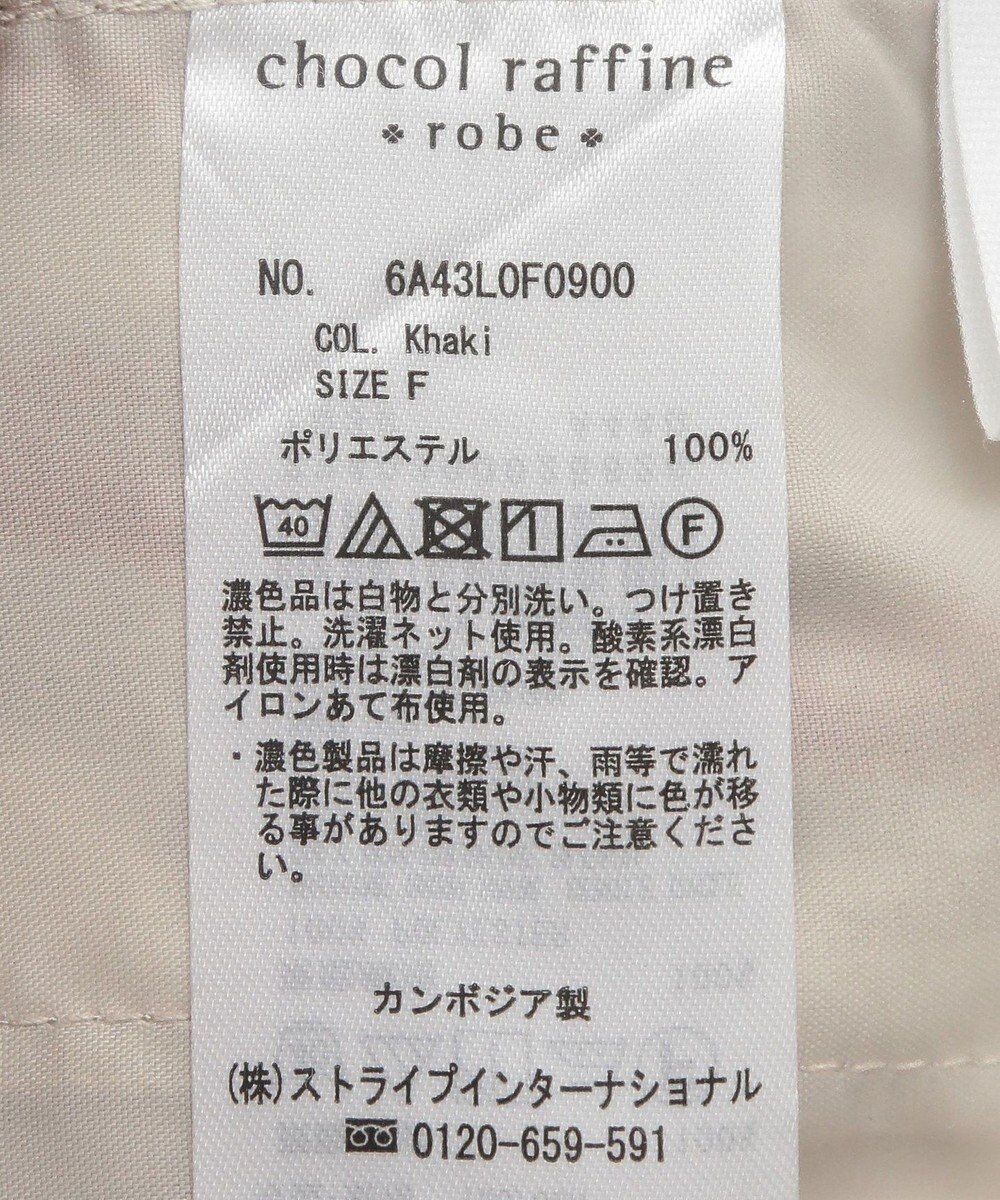 chocol raffine
robe
NO. 6A43L0F0900
COL. Khaki
SIZE F
ポリエステル 100%
40 F
濃色品は白物と分別洗い。つけ置き
禁止。洗濯ネット使用。酸素系漂白
剤使用時は漂白剤の表示を確認。ア
イロンあて布使用。
・濃色製品は摩擦や汗、雨等で濡れ
た際に他の衣類や小物類に色が移
る事がありますのでご注意くださ
い。
カンボジア製
(株)ストライプインターナショナル
0120-659-591